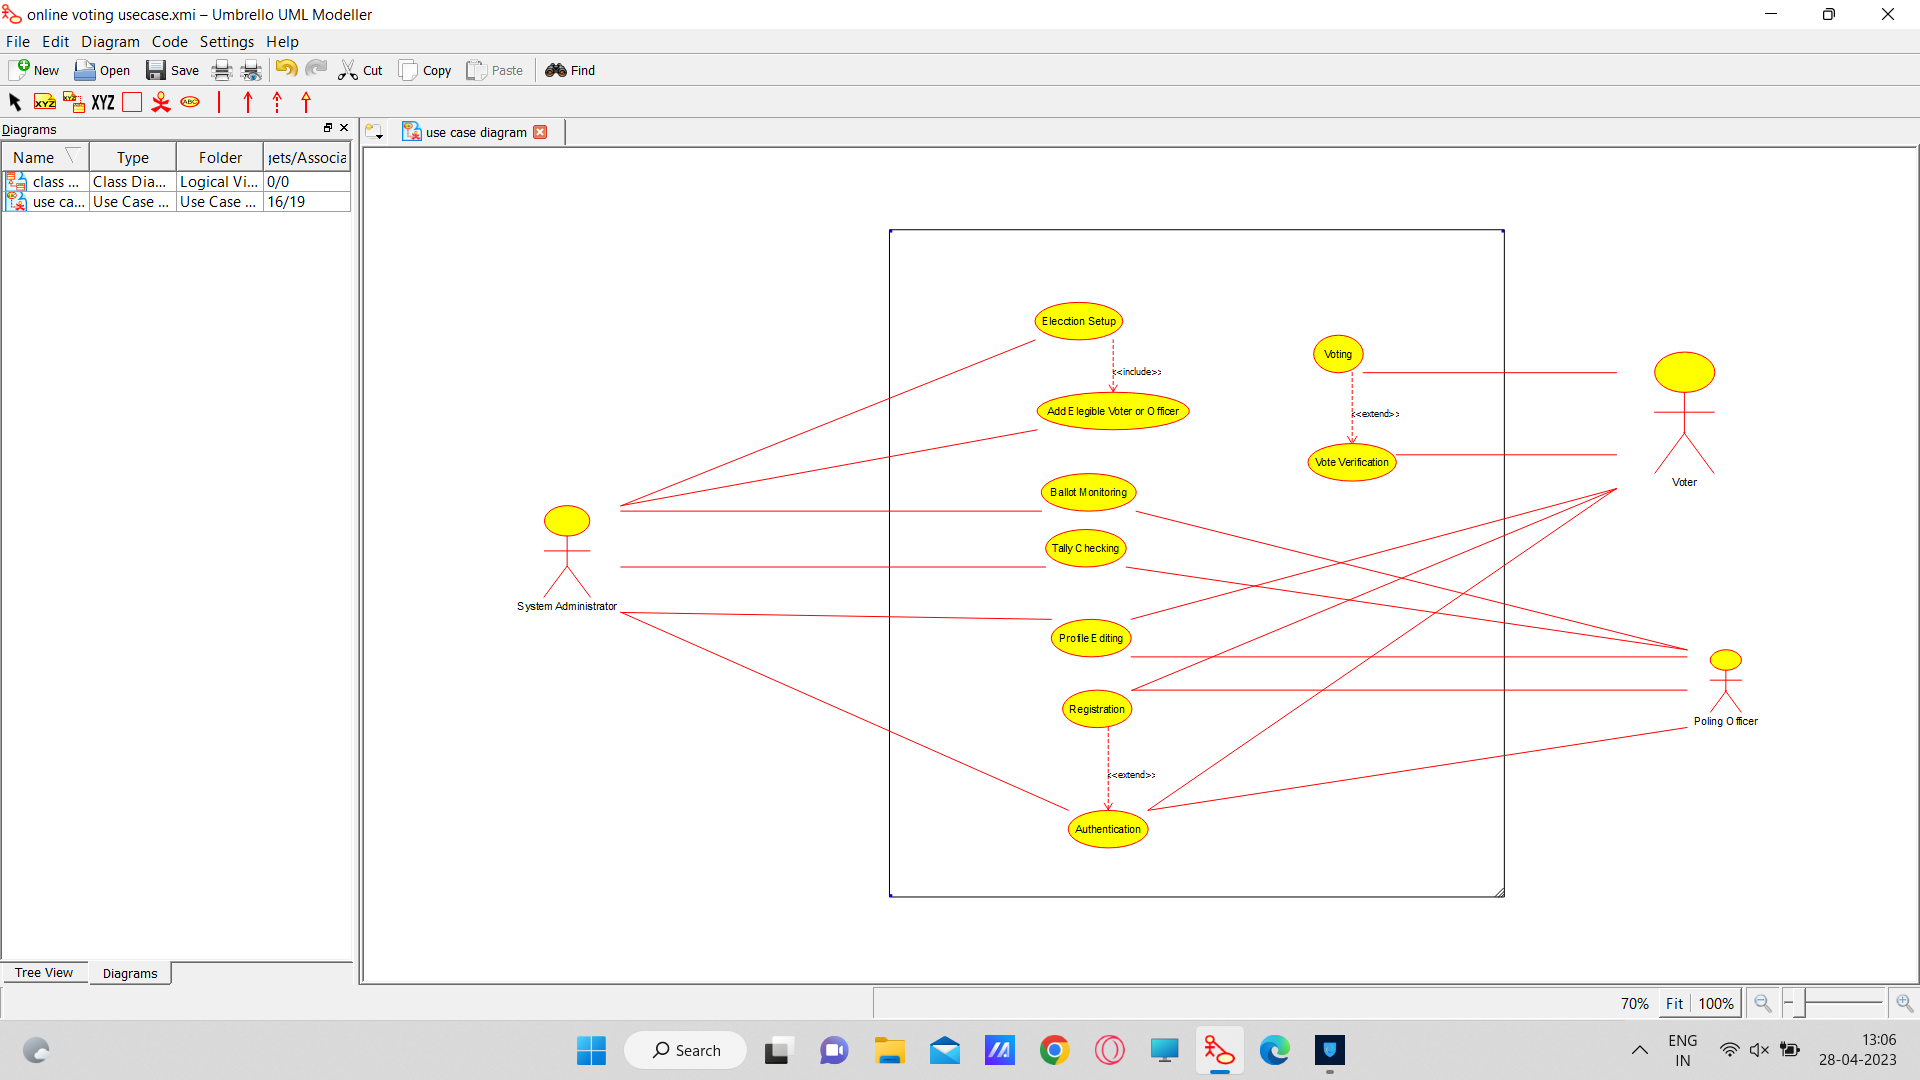 online voting usecase.xmi – Umbrello UML Modeller
File Edit Diagram Code Settings Help
New Open Save Cut Copy Paste Find
XYZ XYZ XYZ ABC
Diagrams
use case diagram
Name Type Folder jets/Associa
class ... Class Dia... Logical Vi... 0/0
use ca... Use Case ... Use Case ... 16/19
Elecction Setup
<<include>>
Add Elegible Voter or Officer
Voting
<<extend>>
Vote Verification
Voter
Ballot Monitoring
Tally Checking
System Administrator
Profile Editing
Registration
Poling Officer
<<extend>>
Authentication
Tree View Diagrams
70% Fit 100%
Search
ENG
IN
13:06
28-04-2023